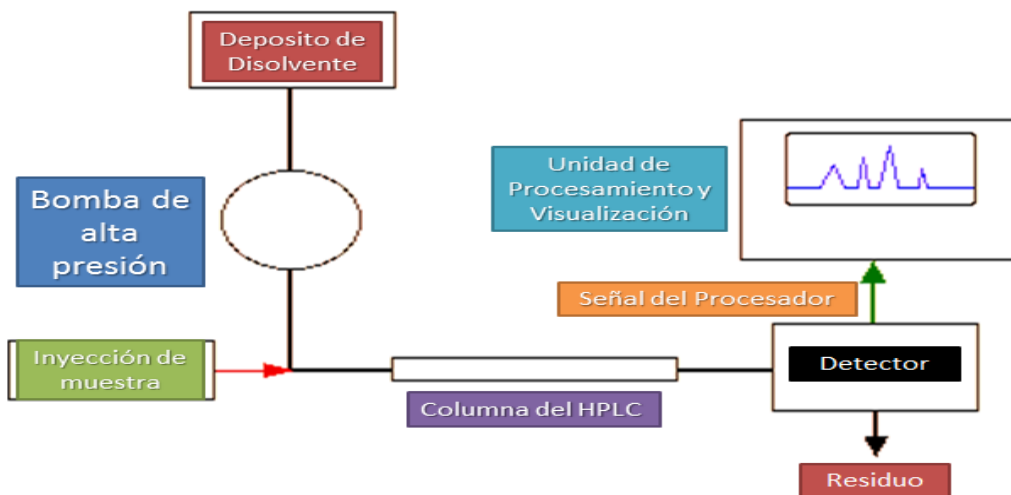 Deposito de
Disolvente
Bomba de
alta
presión
Unidad de
Procesamiento y
Visualización
Señal del Procesador
Inyección de
muestra
Detector
Columna del HPLC
Residuo